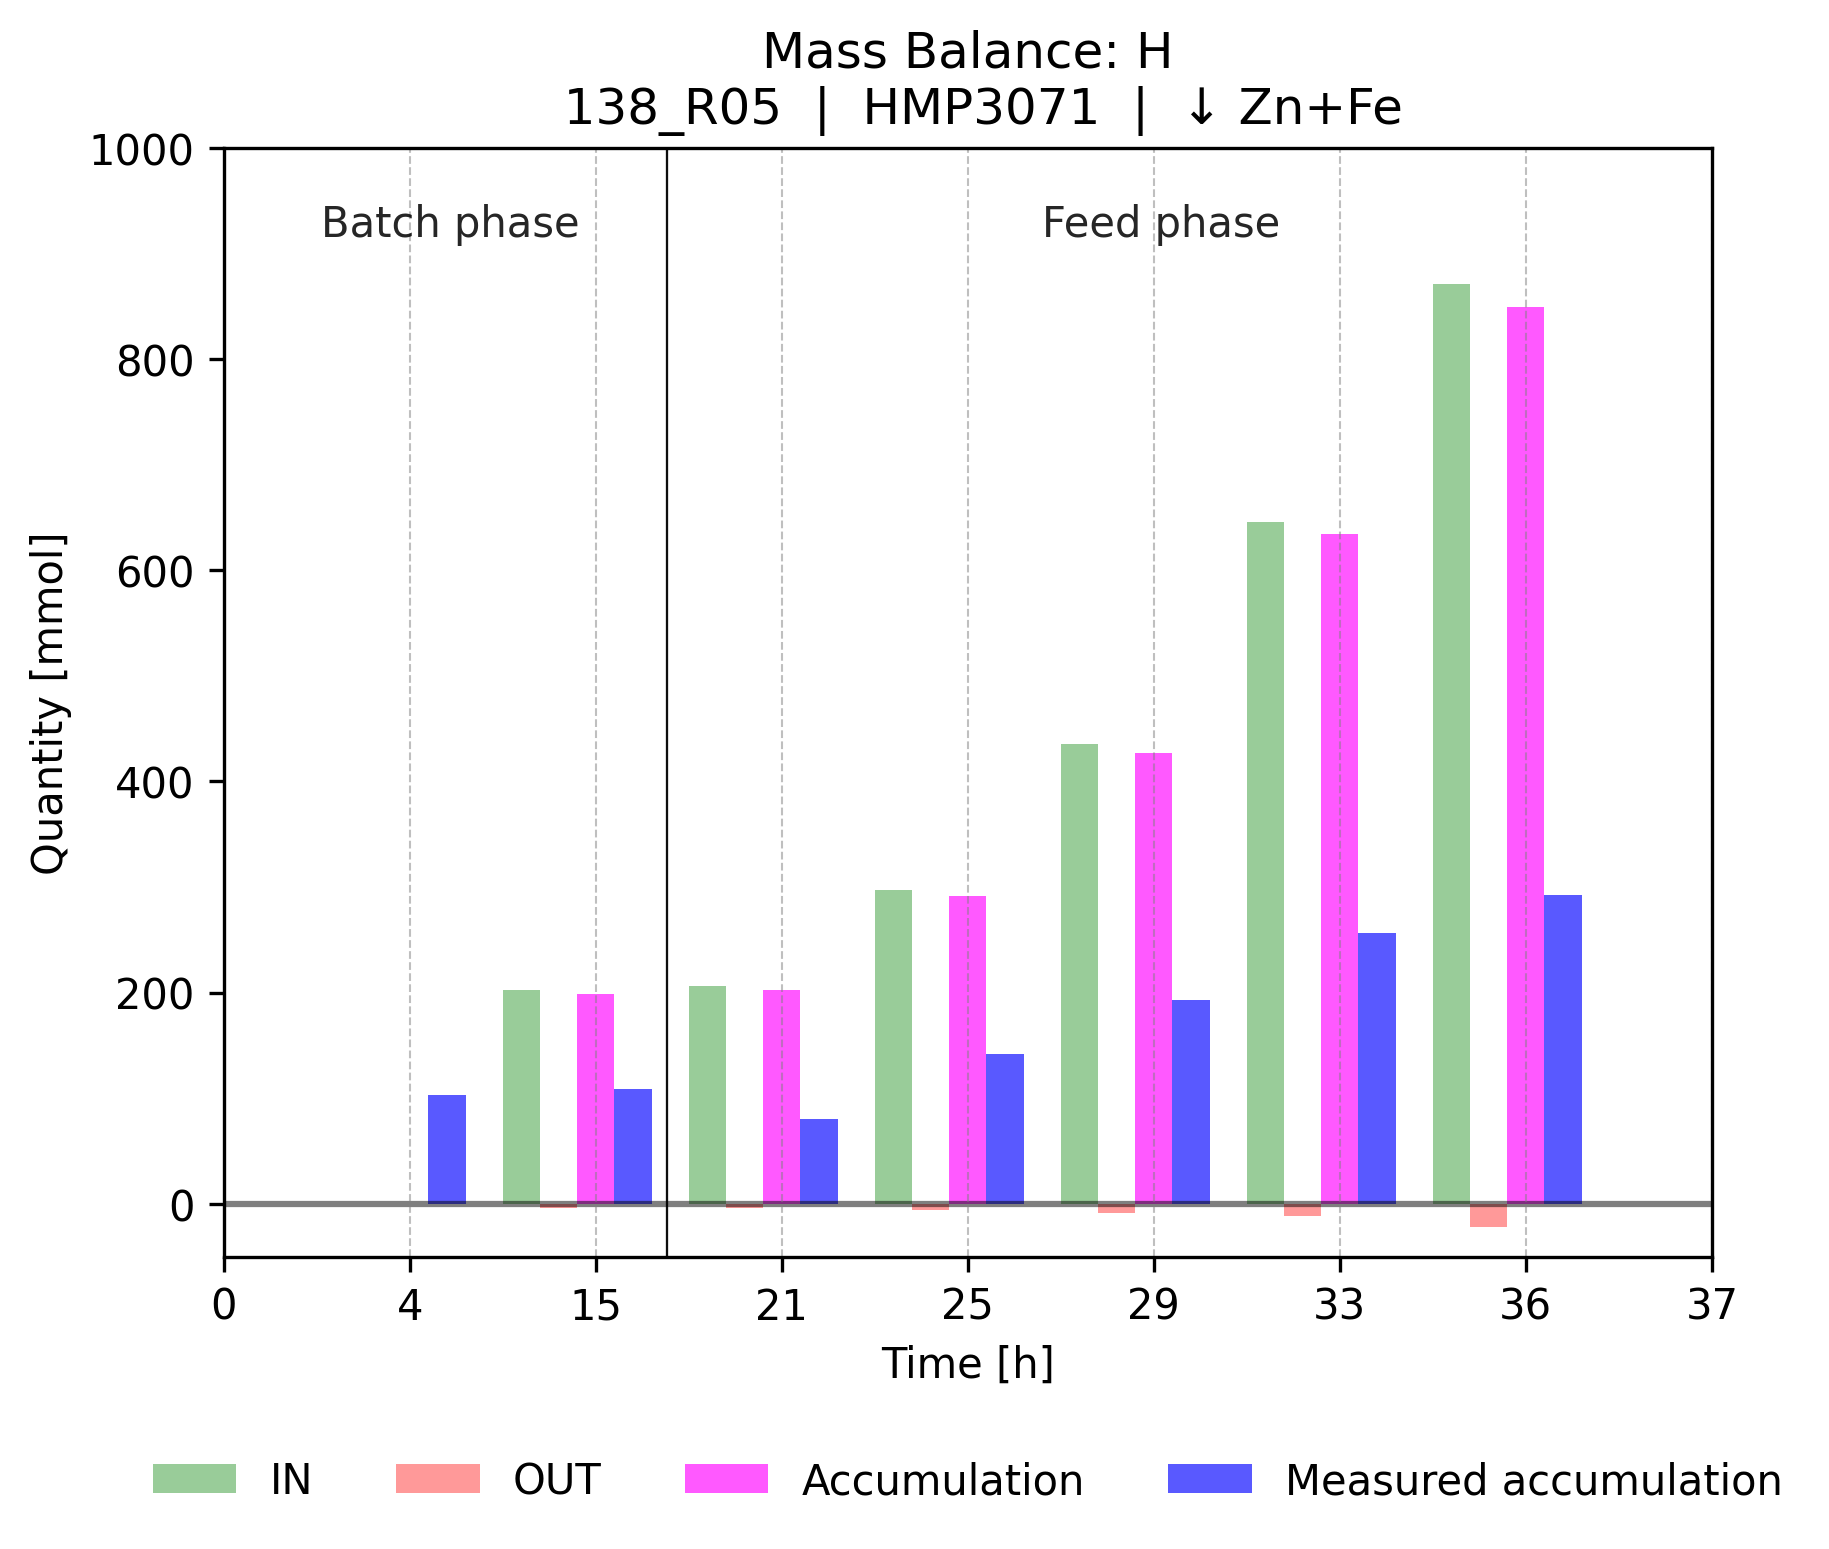 Mass Balance: H
138_R05 | HMP3071 | ↓ Zn+Fe
1000
800
600
400
200
0
Quantity [mmol]
Batch phase
Feed phase
0 4 15 21 25 29 33 36 37
Time [h]
IN OUT Accumulation Measured accumulation